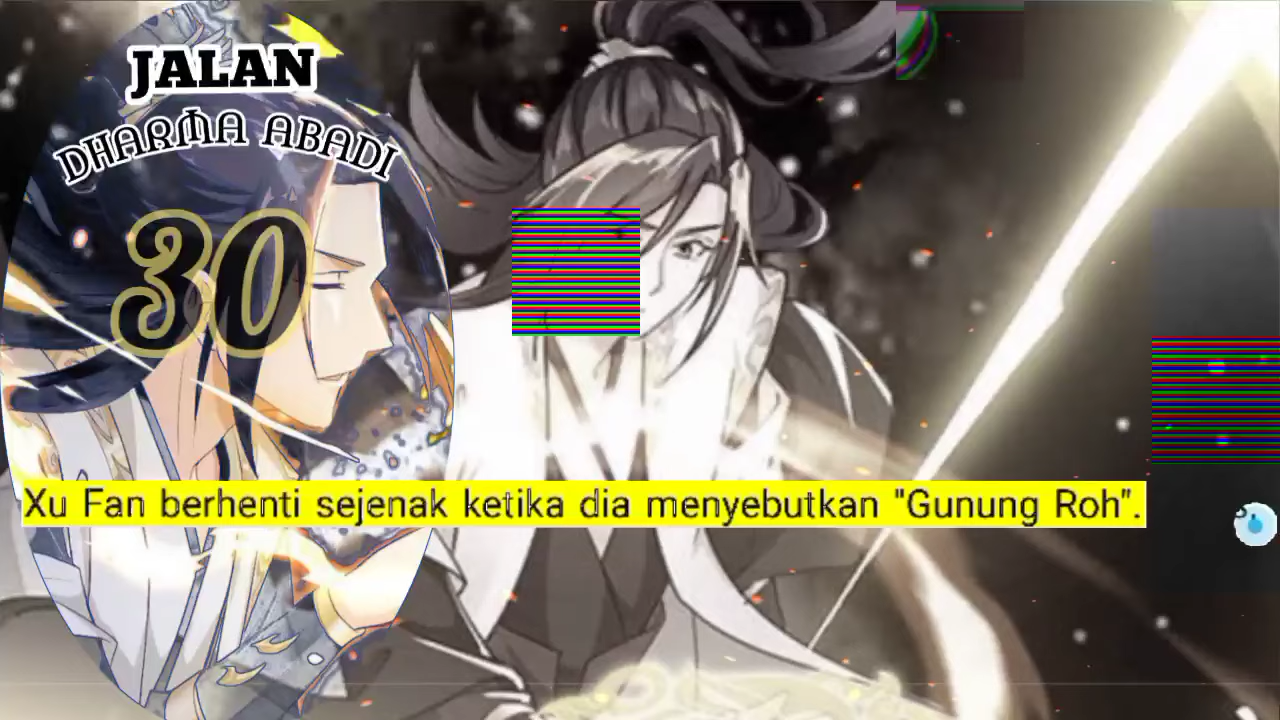 JALAN
DHARMA ABADI
30
Xu Fan berhenti sejenak ketika dia menyebutkan "Gunung Roh".